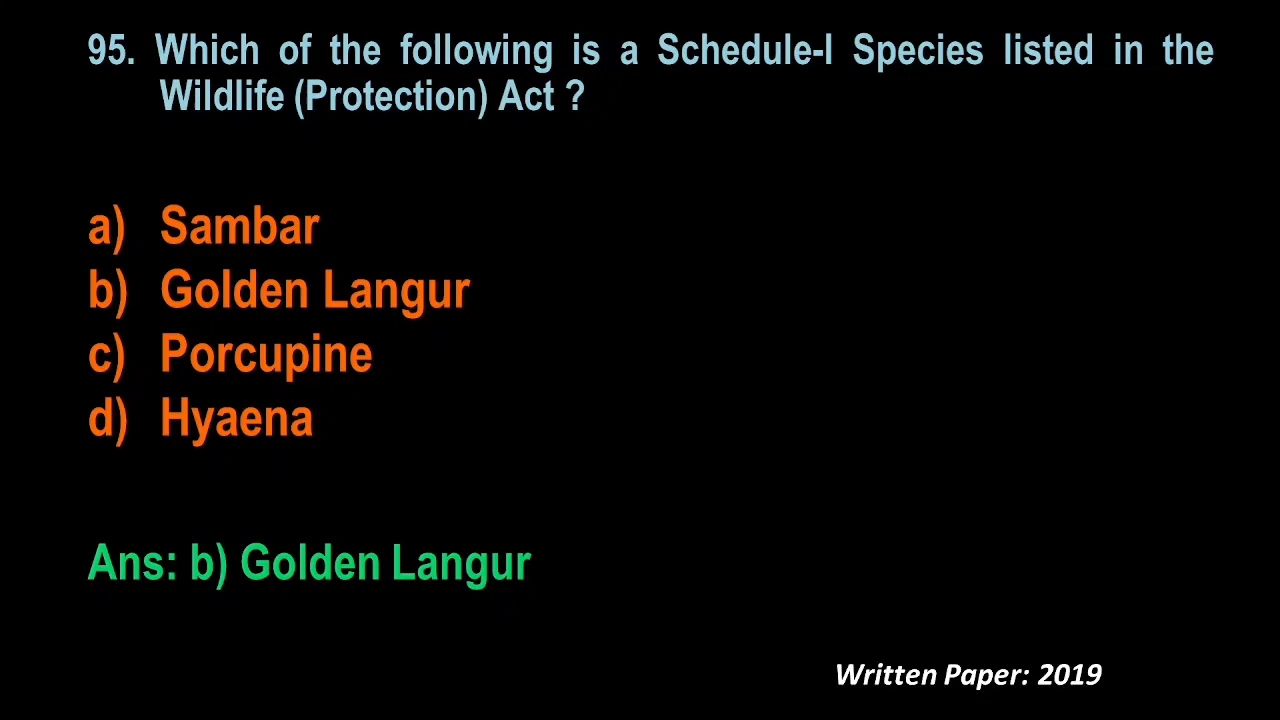 95. Which of the following is a Schedule-I Species listed in the
Wildlife (Protection) Act ?
a) Sambar
b) Golden Langur
c) Porcupine
d) Hyaena
Ans: b) Golden Langur
Written Paper: 2019